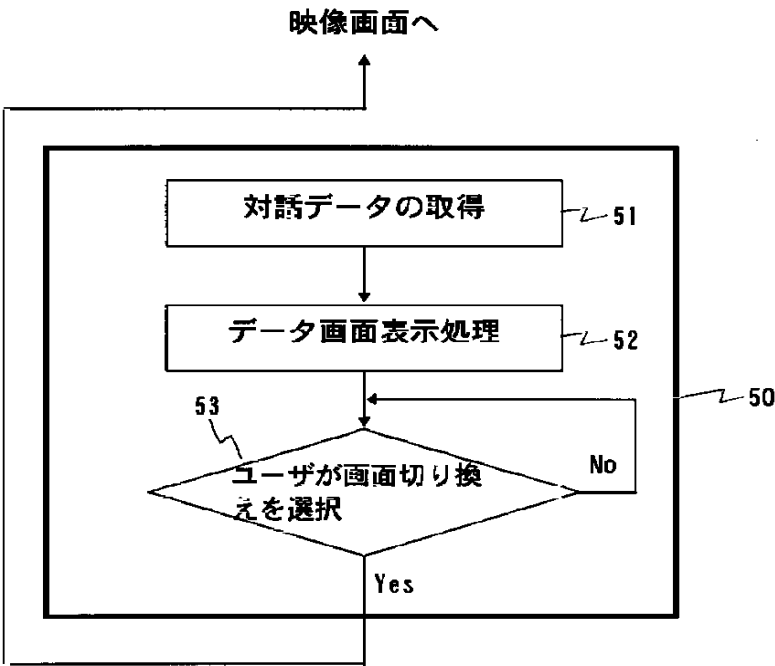 映像画面へ
対話データの取得
51
データ画面表示処理
52
50
53
ユーザが画面切り換
えを選択
No
Yes